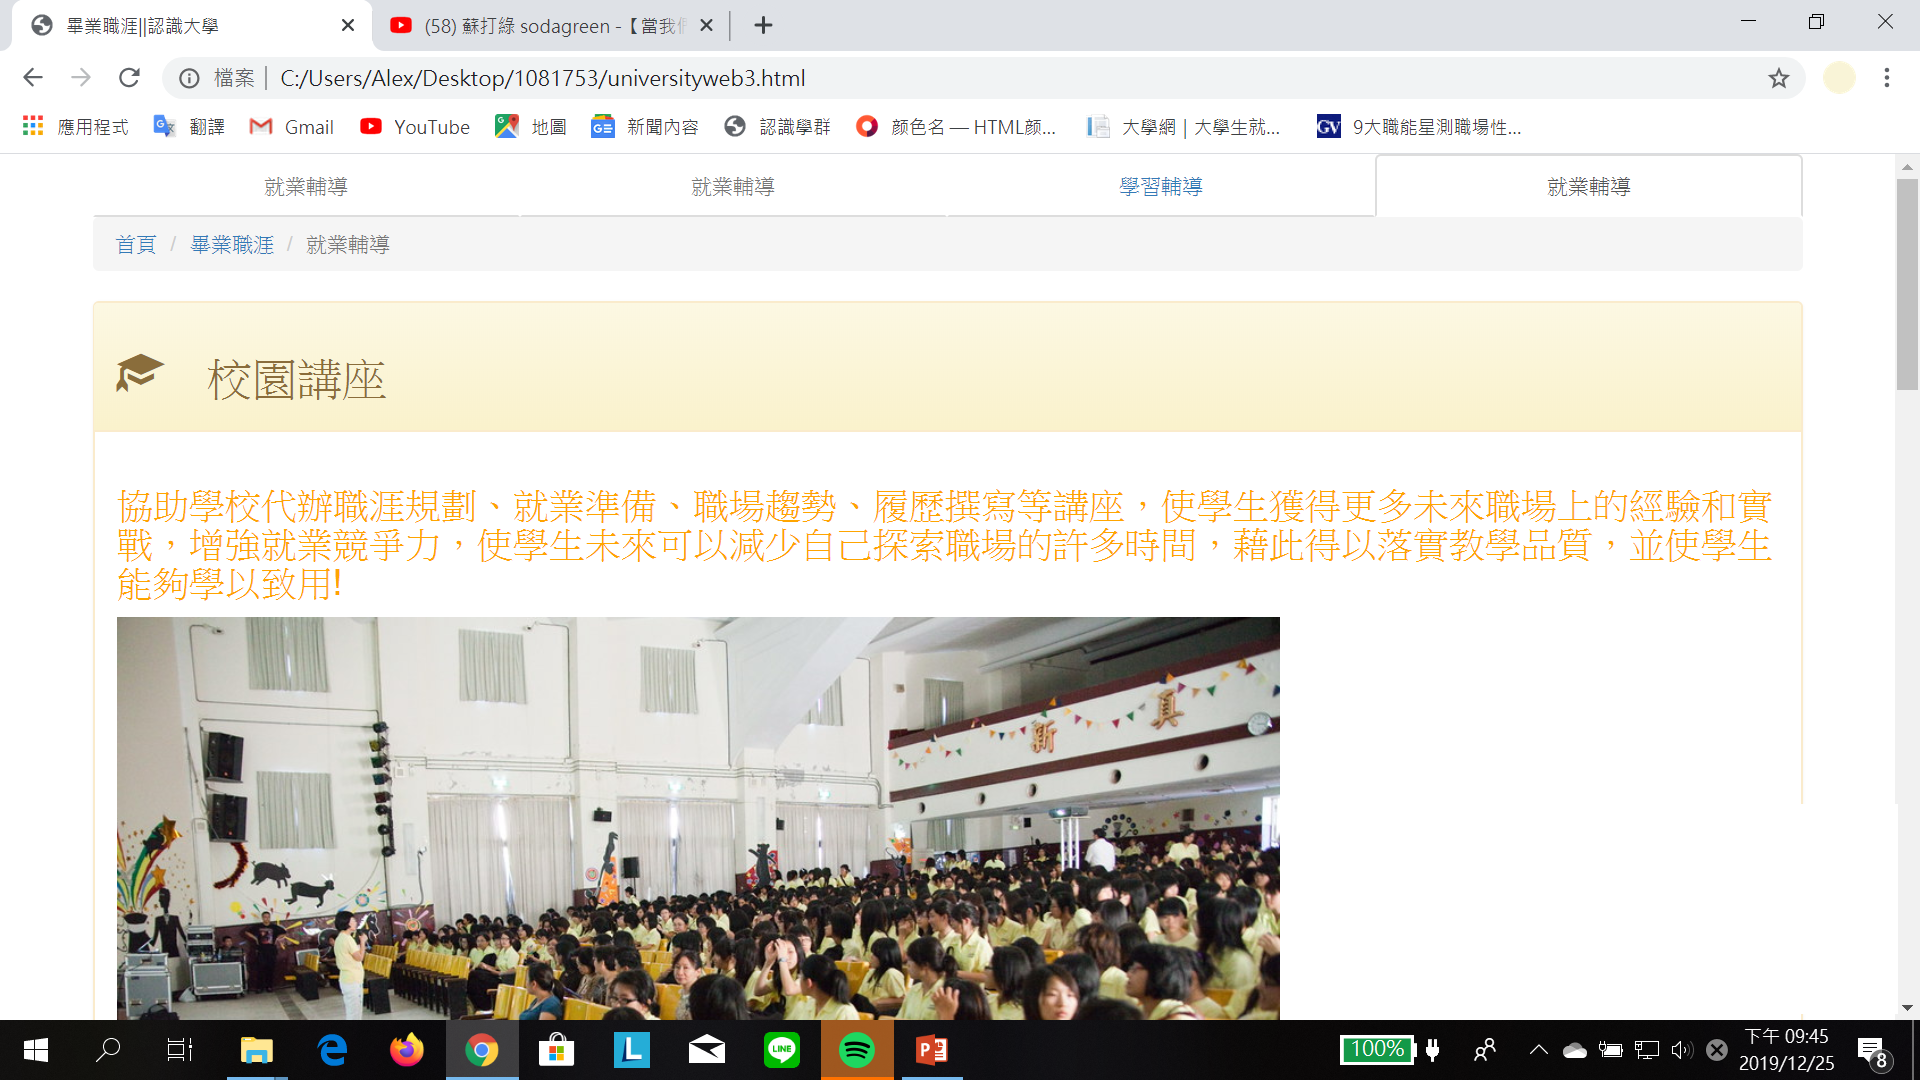 畢業職涯||認識大學
(58) 蘇打綠 sodagreen -【當我們
檔案 C:/Users/Alex/Desktop/1081753/universityweb3.html
應用程式 翻譯 Gmail YouTube 地圖 新聞內容 認識學群 颜色名 — HTML颜... 大學網 | 大學生就... GV 9大職能星測職場性...
就業輔導 就業輔導 學習輔導 就業輔導
首頁 / 畢業職涯 / 就業輔導
校園講座
協助學校代辦職涯規劃、就業準備、職場趨勢、履歷撰寫等講座，使學生獲得更多未來職場上的經驗和實
戰，增強就業競爭力，使學生未來可以減少自己探索職場的許多時間，藉此得以落實教學品質，並使學生
能夠學以致用!
新 真
100%
下午 09:45
2019/12/25
8